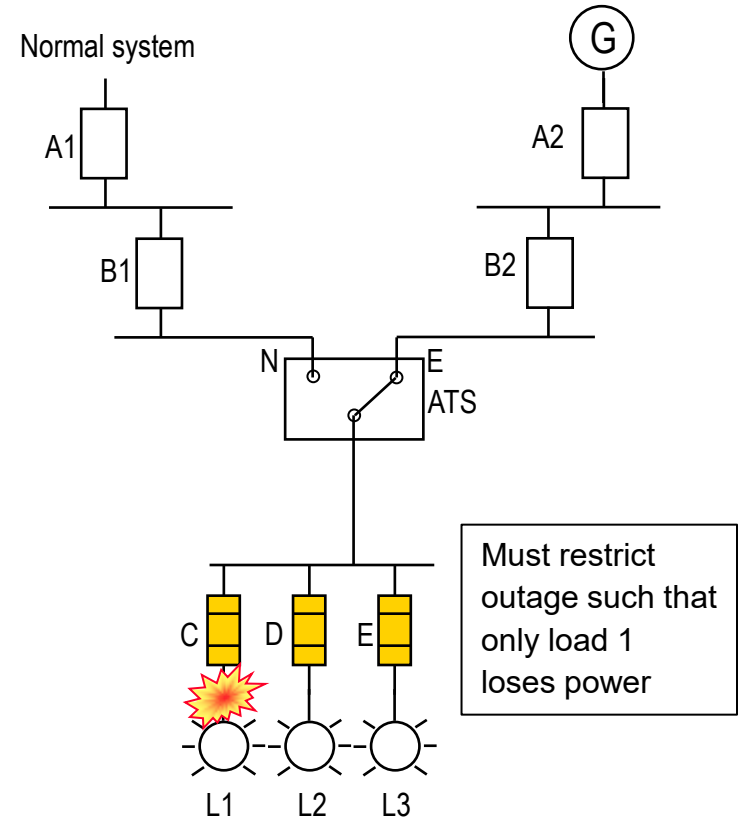 Normal system
G
A1
A2
B1
B2
N
E
ATS
Must restrict
outage such that
only load 1
loses power
C
D
E
L1
L2
L3